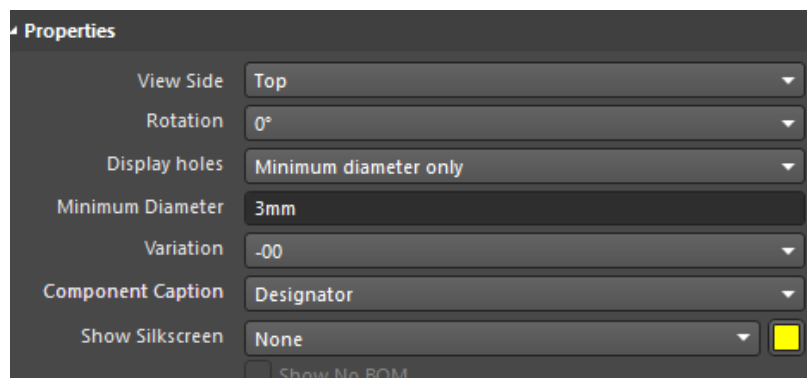 Properties
View Side Top
Rotation 0°
Display holes Minimum diameter only
Minimum Diameter 3mm
Variation -00
Component Caption Designator
Show Silkscreen None
Show No BOM